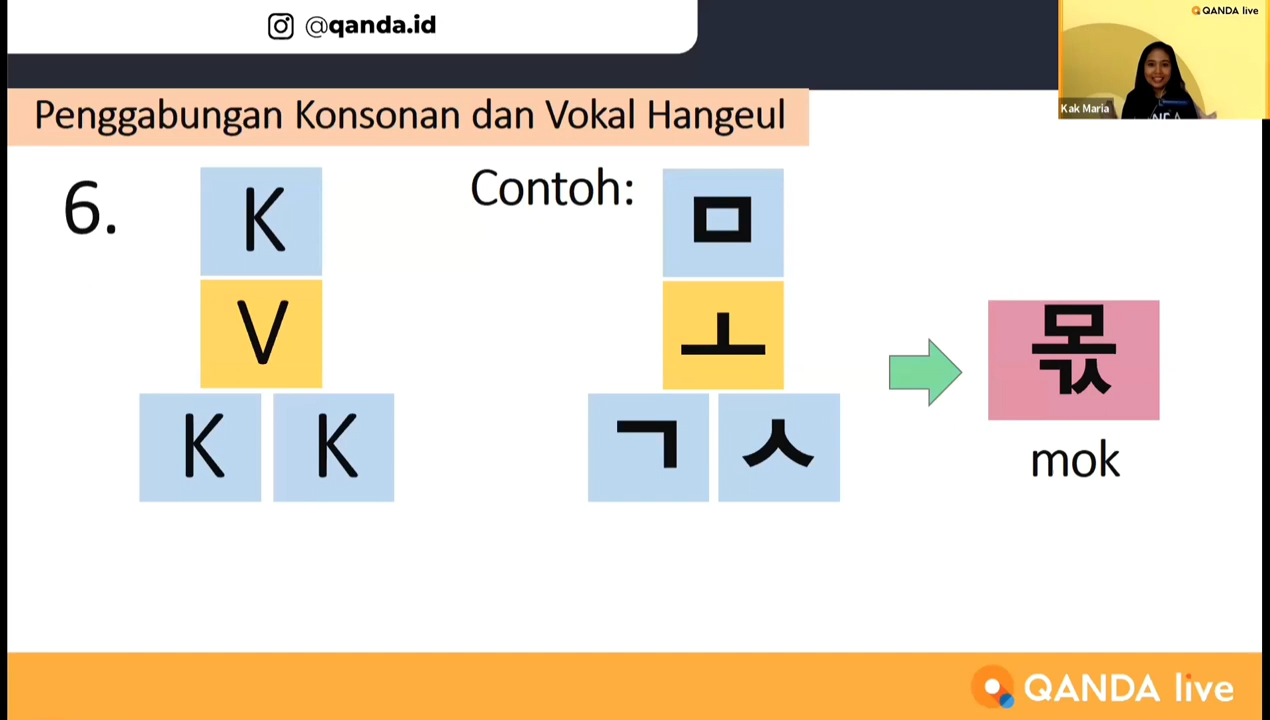 @qanda.id
QANDA live
Kak Maria
Penggabungan Konsonan dan Vokal Hangeul
6.
K
V
K K
Contoh:
ㅁ
ㅗ
ㄱ ㅅ
몫
mok
QANDA live